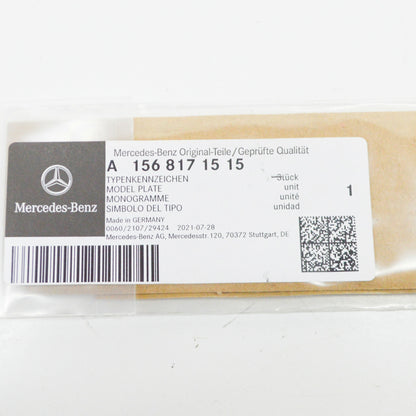 Mercedes-Benz Original-Teile/Geprüfte Qualität
A 156 817 15 15
TYPENKENNZEICHEN Stück
MODEL PLATE unit
MONOGRAMME unité
SIMBOLO DEL TIPO unidad
1
Made in GERMANY
0060/2107/29424 2021-07-28
Mercedes-Benz AG, Mercedesstr.120, 70372 Stuttgart, DE
Mercedes-Benz